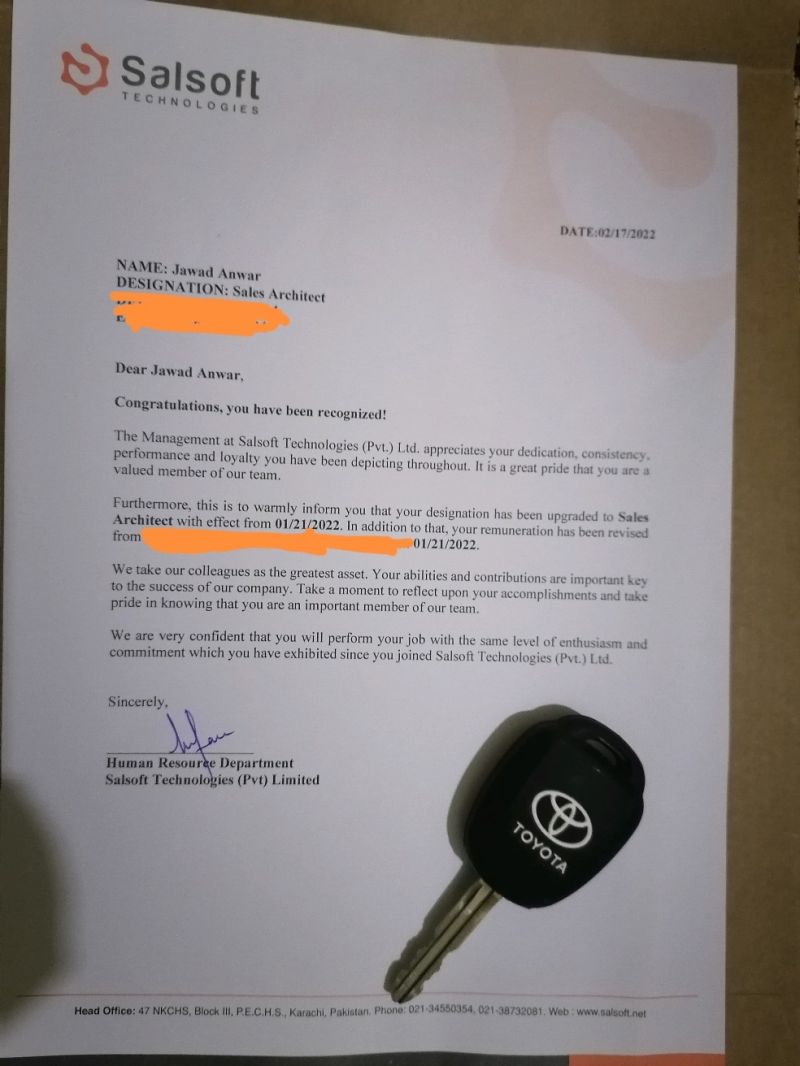 Salsoft
TECHNOLOGIES
DATE:02/17/2022
NAME: Jawad Anwar
DESIGNATION: Sales Architect
Dear Jawad Anwar,
Congratulations, you have been recognized!
The Management at Salsoft Technologies (Pvt.) Ltd. appreciates your dedication, consistency,
performance and loyalty you have been depicting throughout. It is a great pride that you are a
valued member of our team.
Furthermore, this is to warmly inform you that your designation has been upgraded to Sales
Architect with effect from 01/21/2022. In addition to that, your remuneration has been revised
from 01/21/2022.
We take our colleagues as the greatest asset. Your abilities and contributions are important key
to the success of our company. Take a moment to reflect upon your accomplishments and take
pride in knowing that you are an important member of our team.
We are very confident that you will perform your job with the same level of enthusiasm and
commitment which you have exhibited since you joined Salsoft Technologies (Pvt.) Ltd.
Sincerely,
Human Resource Department
Salsoft Technologies (Pvt) Limited
TOYOTA
Head Office: 47 NKCHS, Block III, P.E.C.H.S., Karachi, Pakistan. Phone: 021-34550354, 021-38732081. Web : www.salsoft.net